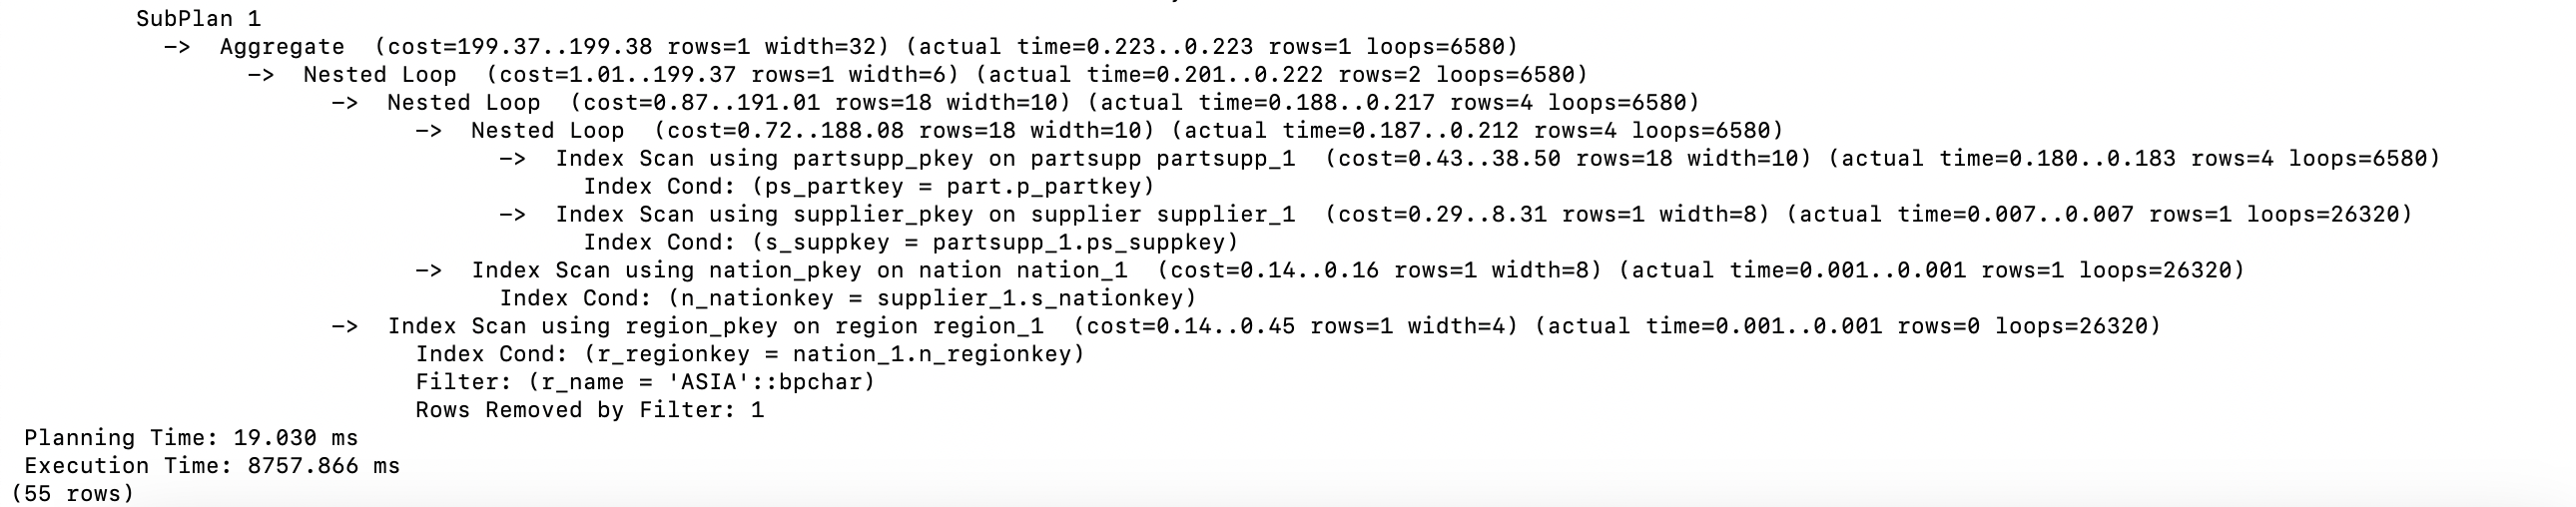 SubPlan 1
->  Aggregate  (cost=199.37..199.38 rows=1 width=32) (actual time=0.223..0.223 rows=1 loops=6580)
->  Nested Loop  (cost=1.01..199.37 rows=1 width=6) (actual time=0.201..0.222 rows=2 loops=6580)
->  Nested Loop  (cost=0.87..191.01 rows=18 width=10) (actual time=0.188..0.217 rows=4 loops=6580)
->  Nested Loop  (cost=0.72..188.08 rows=18 width=10) (actual time=0.187..0.212 rows=4 loops=6580)
->  Index Scan using partsupp_pkey on partsupp partsupp_1  (cost=0.43..38.50 rows=18 width=10) (actual time=0.180..0.183 rows=4 loops=6580)
Index Cond: (ps_partkey = part.p_partkey)
->  Index Scan using supplier_pkey on supplier supplier_1  (cost=0.29..8.31 rows=1 width=8) (actual time=0.007..0.007 rows=1 loops=26320)
Index Cond: (s_suppkey = partsupp_1.ps_suppkey)
->  Index Scan using nation_pkey on nation nation_1  (cost=0.14..0.16 rows=1 width=8) (actual time=0.001..0.001 rows=1 loops=26320)
Index Cond: (n_nationkey = supplier_1.s_nationkey)
->  Index Scan using region_pkey on region region_1  (cost=0.14..0.45 rows=1 width=4) (actual time=0.001..0.001 rows=0 loops=26320)
Index Cond: (r_regionkey = nation_1.n_regionkey)
Filter: (r_name = 'ASIA'::bpchar)
Rows Removed by Filter: 1
Planning Time: 19.030 ms
Execution Time: 8757.866 ms
(55 rows)